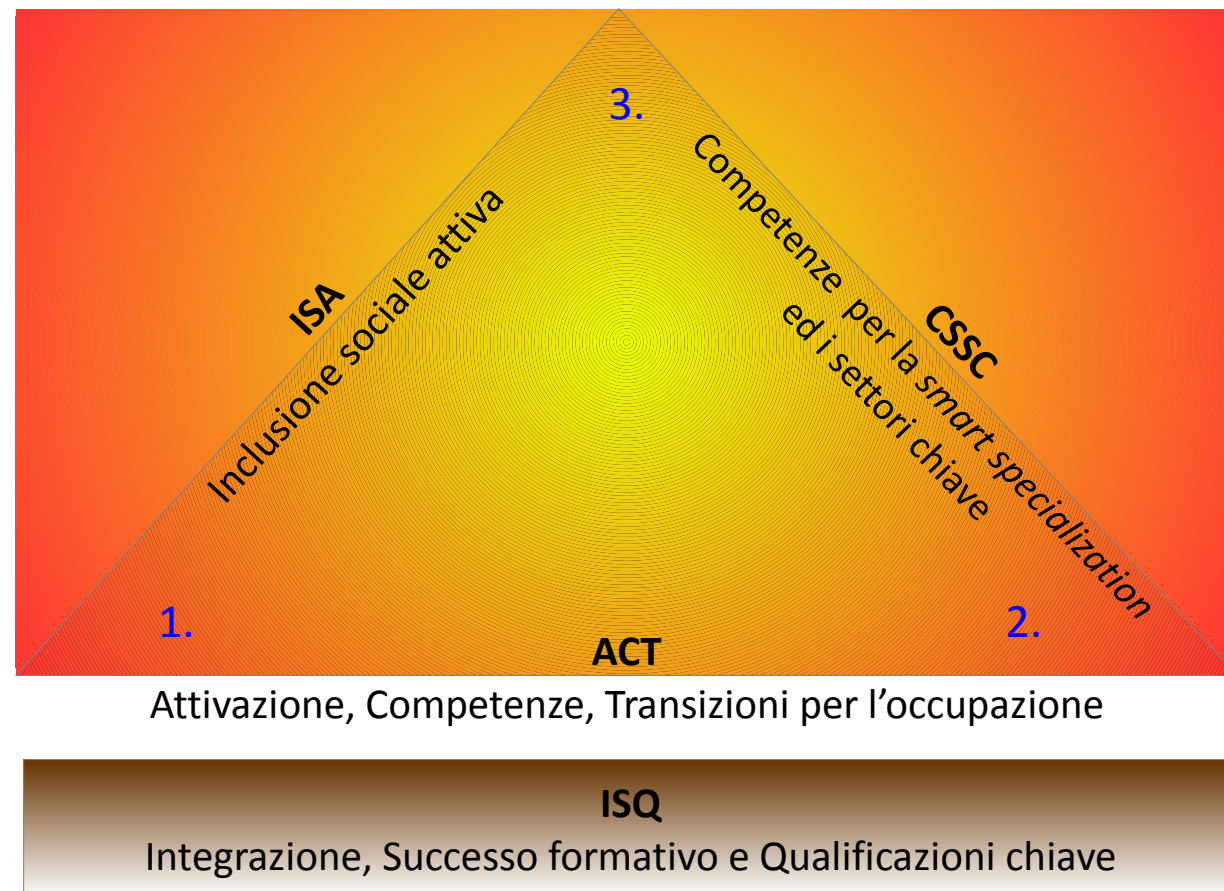 3.
ISA
Inclusione sociale attiva
CSSC
Competenze per la smart specialization
ed i settori chiave
1.
2.
ACT
Attivazione, Competenze, Transizioni per l’occupazione
ISQ
Integrazione, Successo formativo e Qualificazioni chiave